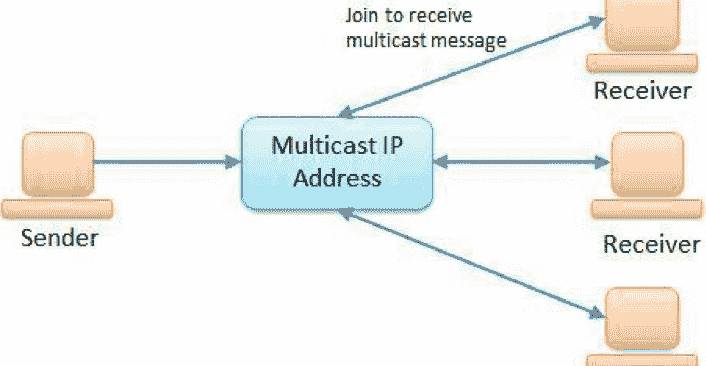 Join to receive
multicast message
Receiver
Multicast IP
Address
Sender
Receiver